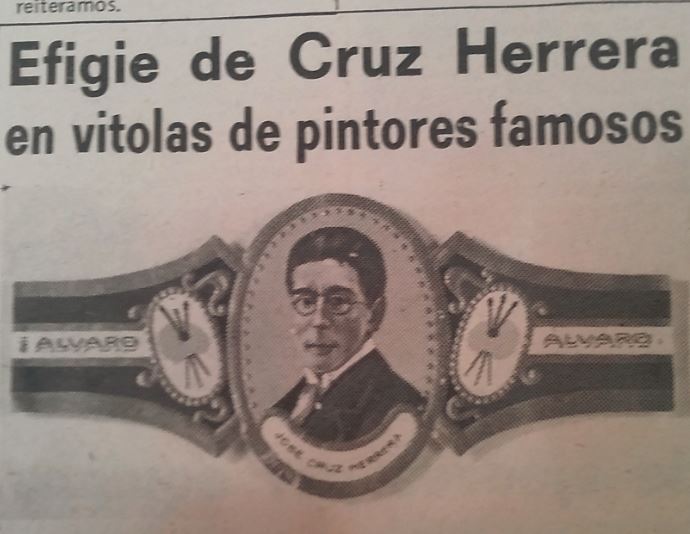 reiteramos.
Efigie de Cruz Herrera
en vitolas de pintores famosos
ALVARO
ALVARO
JOSE CRUZ HERRERA